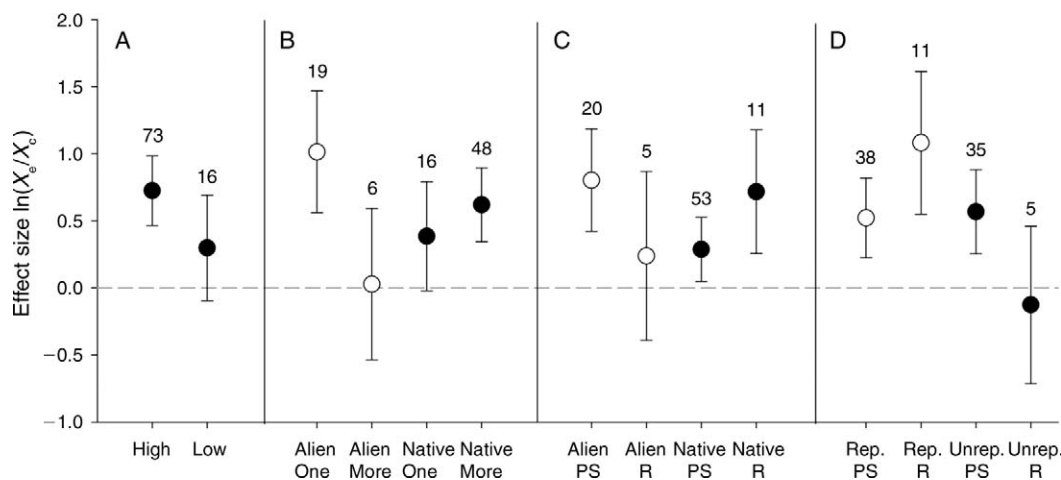 2.0
1.5
1.0
0.5
0.0
−0.5
−1.0
Effect size ln(Xe/Xc)
A
73
16
High
Low
B
19
6
16
48
Alien
One
Alien
More
Native
One
Native
More
C
20
5
53
11
Alien
PS
Alien
R
Native
PS
Native
R
D
38
11
35
5
Rep.
PS
Rep.
R
Unrep.
PS
Unrep.
R